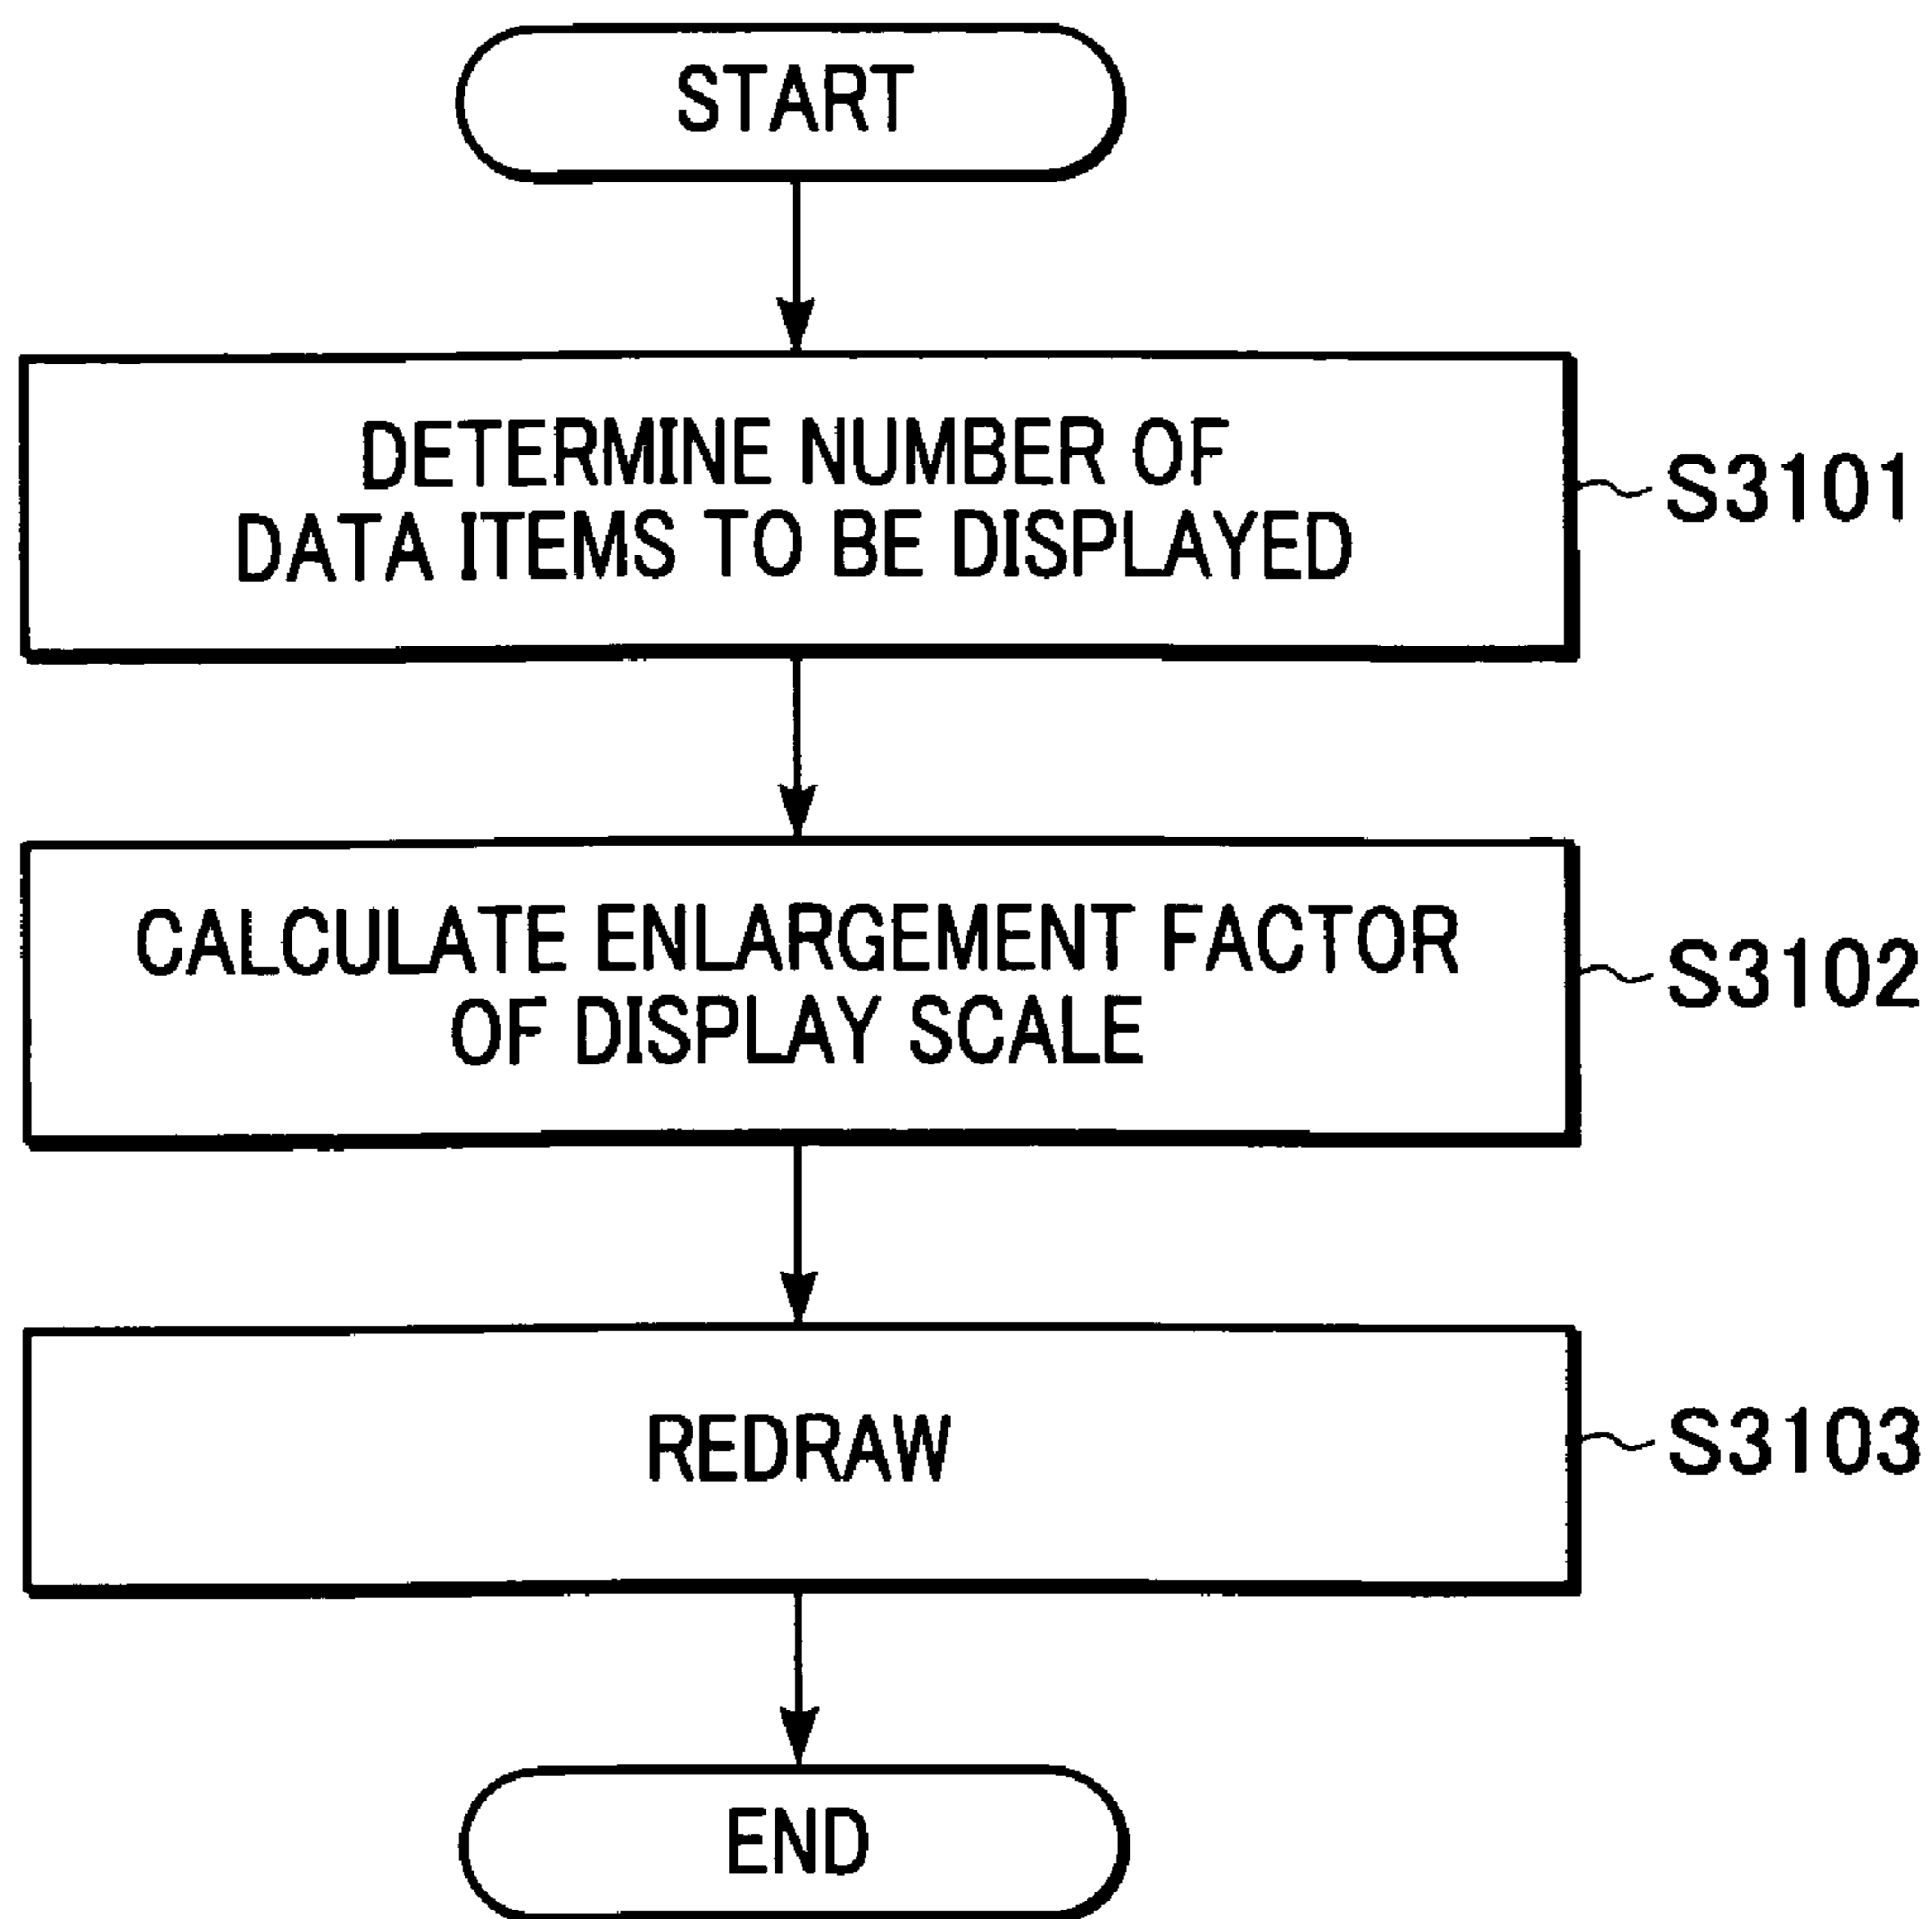 START
DETERMINE NUMBER OF
DATA ITEMS TO BE DISPLAYED
S3101
CALCULATE ENLARGEMENT FACTOR
OF DISPLAY SCALE
S3102
REDRAW
S3103
END